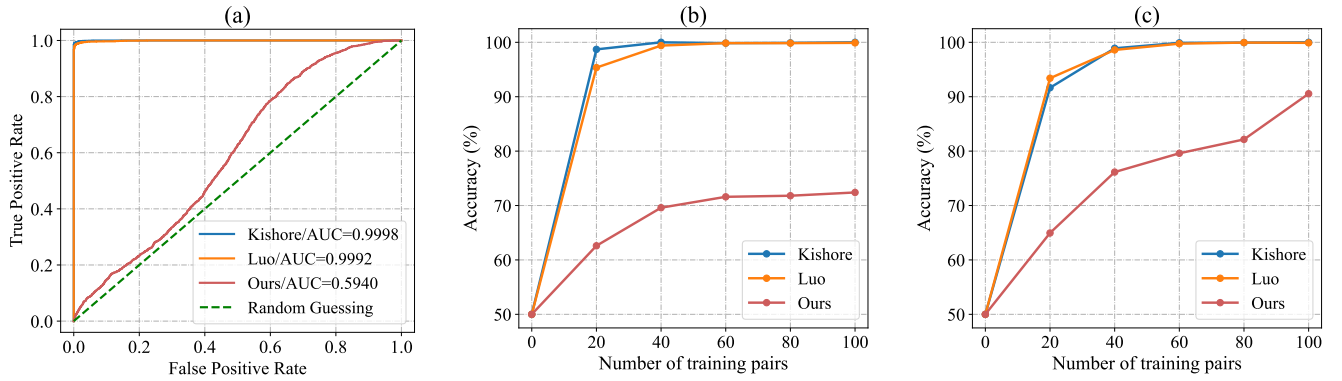 (a)
True Positive Rate
1.0
0.8
0.6
0.4
0.2
0.0
Kishore/AUC=0.9998
Luo/AUC=0.9992
Ours/AUC=0.5940
Random Guessing
0.0 0.2 0.4 0.6 0.8 1.0
False Positive Rate
(b)
Accuracy (%)
100
90
80
70
60
50
Kishore
Luo
Ours
0 20 40 60 80 100
Number of training pairs
(c)
Accuracy (%)
100
90
80
70
60
50
Kishore
Luo
Ours
0 20 40 60 80 100
Number of training pairs